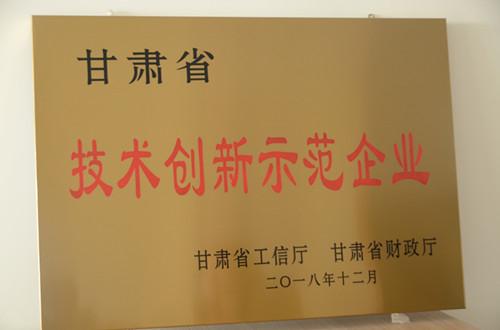 甘肃省
技术创新示范企业
甘肃省工信厅 甘肃省财政厅
二〇一八年十二月